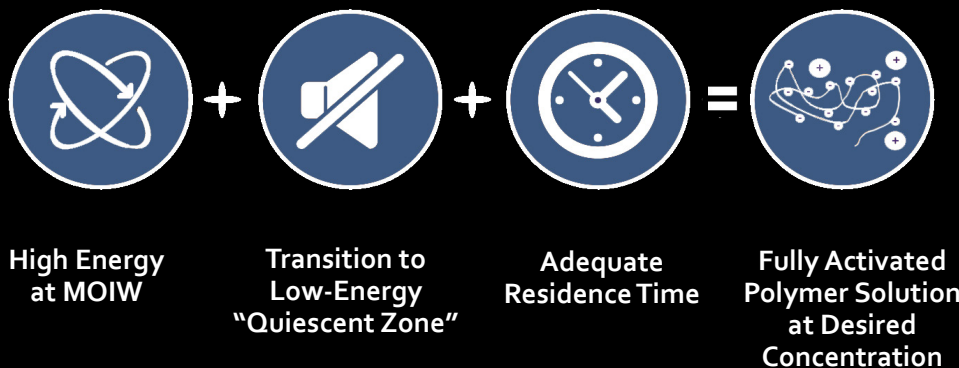 High Energy
at MOIW
Transition to
Low-Energy
“Quiescent Zone”
Adequate
Residence Time
Fully Activated
Polymer Solution
at Desired
Concentration